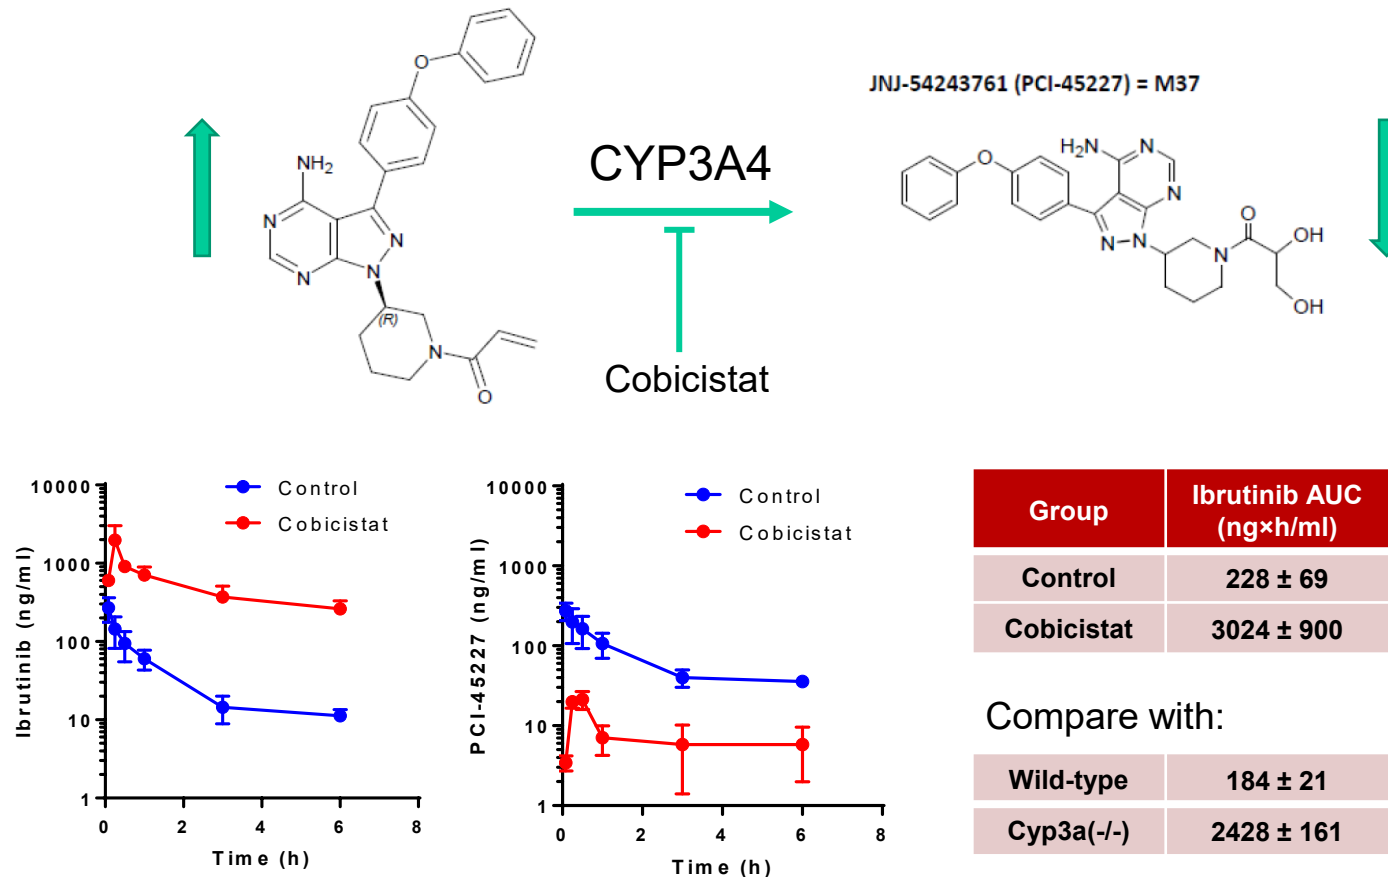 JNJ-54243761 (PCI-45227) = M37
O
NH2
N
N
N
N
N
(R)
N
O
CYP3A4
Cobicistat
O
H2N
N
N
N
N
N
O
OH
OH
Control
Cobicistat
Ibrutinib (ng/ml)
10000
1000
100
10
1
0 2 4 6 8
Time (h)
Control
Cobicistat
PCI-45227 (ng/ml)
10000
1000
100
10
1
0 2 4 6 8
Time (h)
Group Ibrutinib AUC (ng×h/ml)
Control 228 ± 69
Cobicistat 3024 ± 900
Compare with:
Wild-type 184 ± 21
Cyp3a(-/-) 2428 ± 161